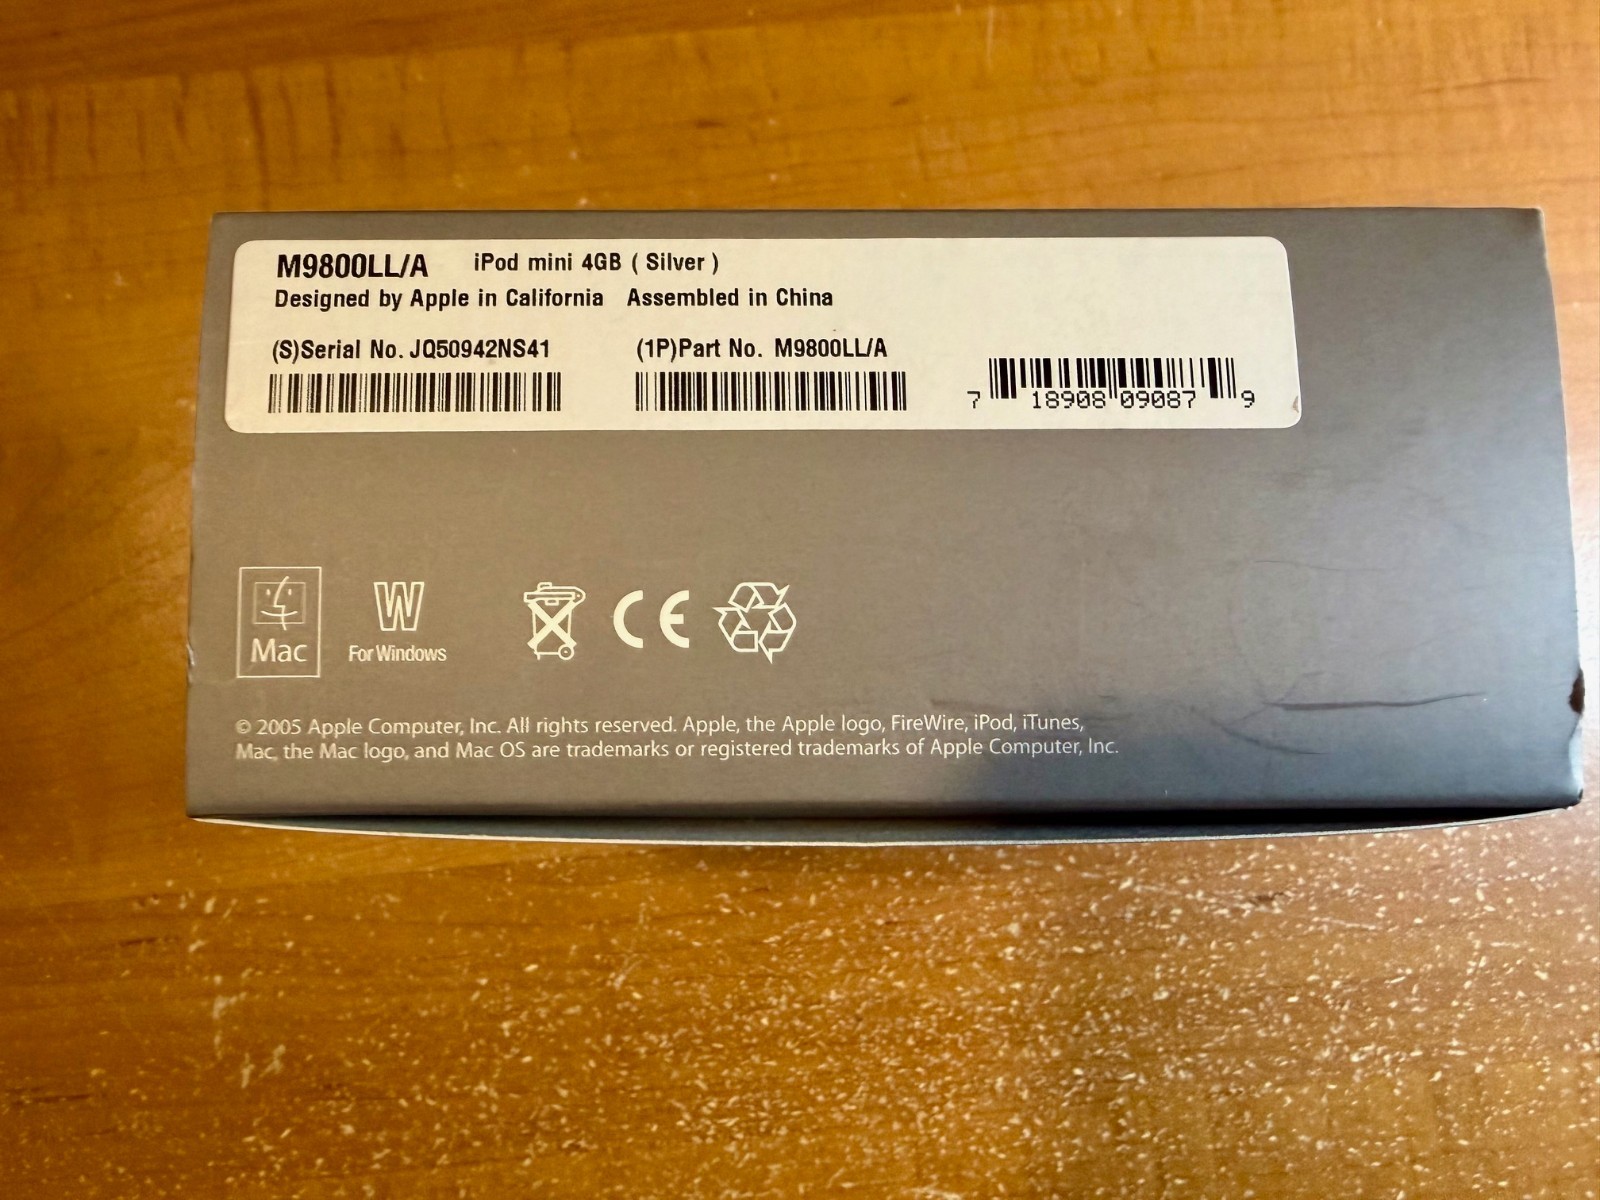 M9800LL/A iPod mini 4GB ( Silver )
Designed by Apple in California Assembled in China
(S)Serial No. JQ50942NS41 (1P)Part No. M9800LL/A
7 18908 09087 9
Mac
W
For Windows
CE
© 2005 Apple Computer, Inc. All rights reserved. Apple, the Apple logo, FireWire, iPod, iTunes,
Mac, the Mac logo, and Mac OS are trademarks or registered trademarks of Apple Computer, Inc.